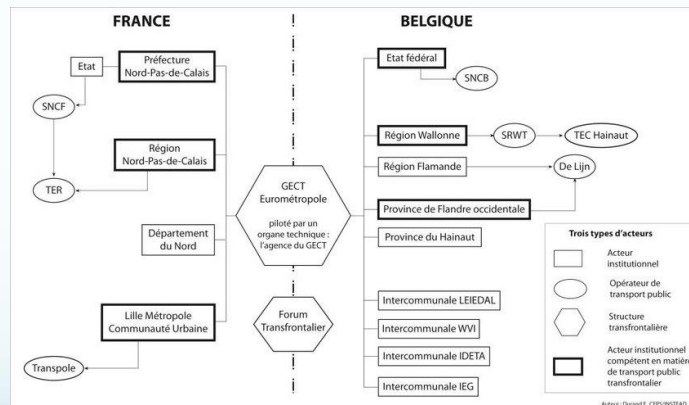 FRANCE
BELGIQUE
Etat
Préfecture
Nord-Pas-de-Calais
SNCF
Région
Nord-Pas-de-Calais
TER
Département
du Nord
Lille Métropole
Communauté Urbaine
Transpole
GECT
Eurométropole
piloté par un
organe technique :
l'agence du GECT
Forum
Transfrontalier
Etat fédéral
SNCB
Région Wallonne
SRWT
TEC Hainaut
Région Flamande
De Lijn
Province de Flandre occidentale
Province du Hainaut
Intercommunale LEIEDAL
Intercommunale WVI
Intercommunale IDETA
Intercommunale IEG
Trois types d'acteurs
Acteur
institutionnel
Opérateur de
transport public
Structure
transfrontalière
Acteur institutionnel
compétent en matière
de transport public
transfrontalier
Auteur : Durand F., CEPS/INSTEAD